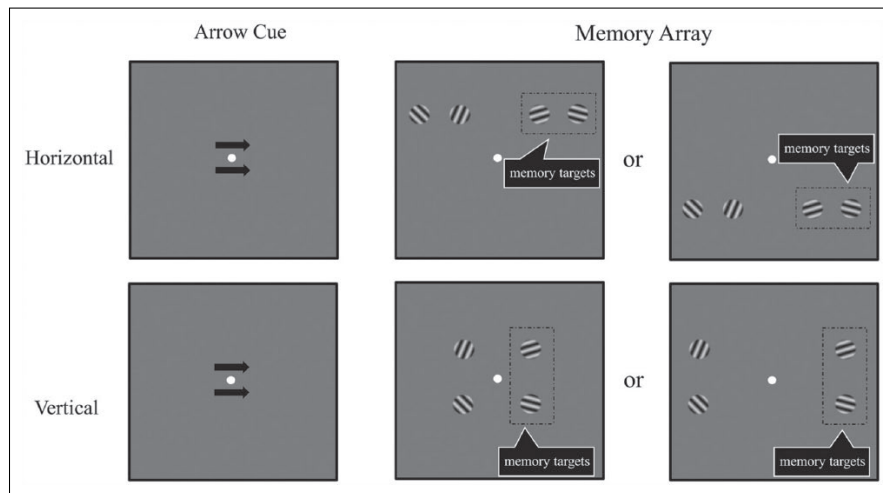 Arrow Cue
Memory Array
Horizontal
memory targets
or
memory targets
Vertical
memory targets
or
memory targets